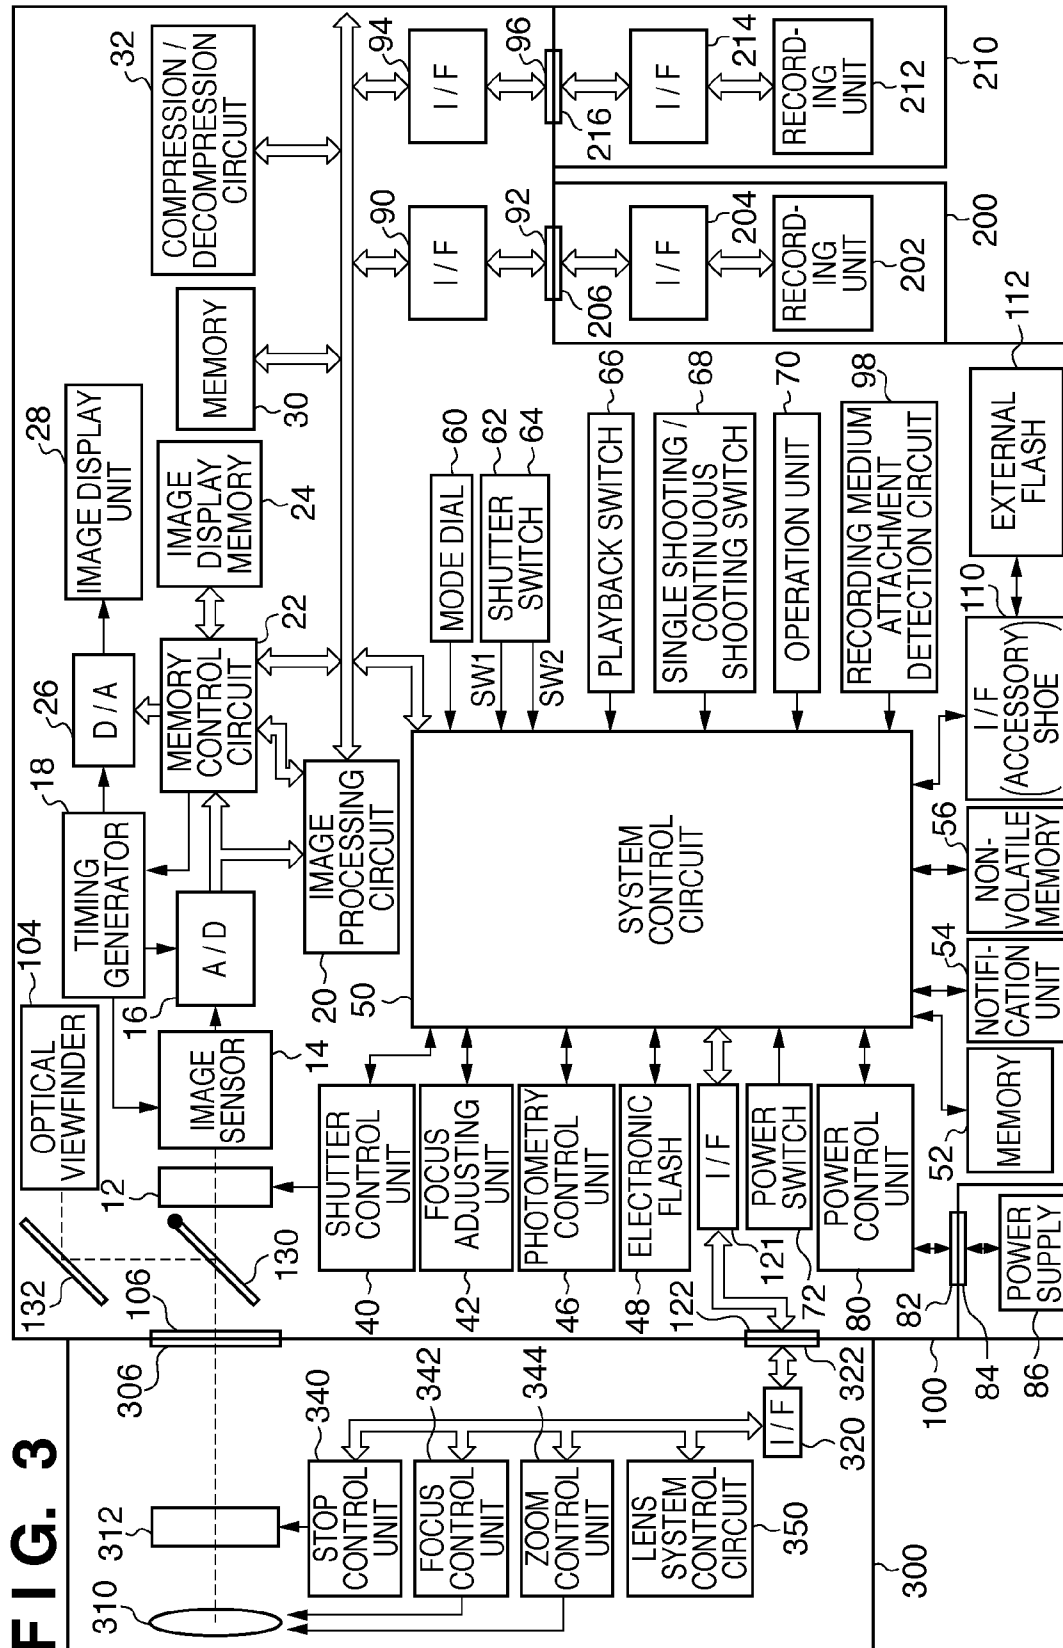 FIG. 3
310
312
306
106
132
130
12
OPTICAL
VIEWFINDER
104
IMAGE
SENSOR
14
A/D
16
TIMING
GENERATOR
18
D/A
26
IMAGE DISPLAY
UNIT
28
MEMORY
CONTROL
CIRCUIT
22
IMAGE
DISPLAY
MEMORY
24
MEMORY
30
COMPRESSION /
DECOMPRESSION
CIRCUIT
32
IMAGE
PROCESSING
CIRCUIT
20
50
SYSTEM
CONTROL
CIRCUIT
STOP
CONTROL
UNIT
340
FOCUS
CONTROL
UNIT
342
ZOOM
CONTROL
UNIT
344
LENS
SYSTEM
CONTROL
CIRCUIT
350
I/F
320
322
122
300
SHUTTER
CONTROL
UNIT
40
FOCUS
ADJUSTING
UNIT
42
PHOTOMETRY
CONTROL
UNIT
46
ELECTRONIC
FLASH
48
I/F
121
POWER
SWITCH
72
POWER
CONTROL
UNIT
80
82
84
100
POWER
SUPPLY
86
MODE DIAL
60
SHUTTER
SWITCH
62
64
SW1
SW2
PLAYBACK SWITCH
66
SINGLE SHOOTING /
CONTINUOUS
SHOOTING SWITCH
68
OPERATION UNIT
70
RECORDING MEDIUM
ATTACHMENT
DETECTION CIRCUIT
98
MEMORY
52
NOTIFI-
CATION
UNIT
54
NON-
VOLATILE
MEMORY
56
I/F
(ACCESSORY)
SHOE
110
EXTERNAL
FLASH
112
I/F
90
92
206
I/F
204
RECORD-
ING
UNIT
202
200
I/F
94
96
216
I/F
214
RECORD-
ING
UNIT
212
210